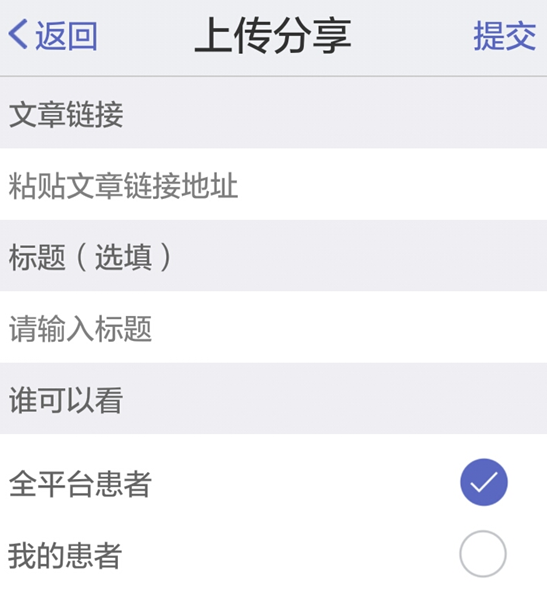 返回 上传分享 提交
文章链接
粘贴文章链接地址
标题（选填）
请输入标题
谁可以看
全平台患者
我的患者